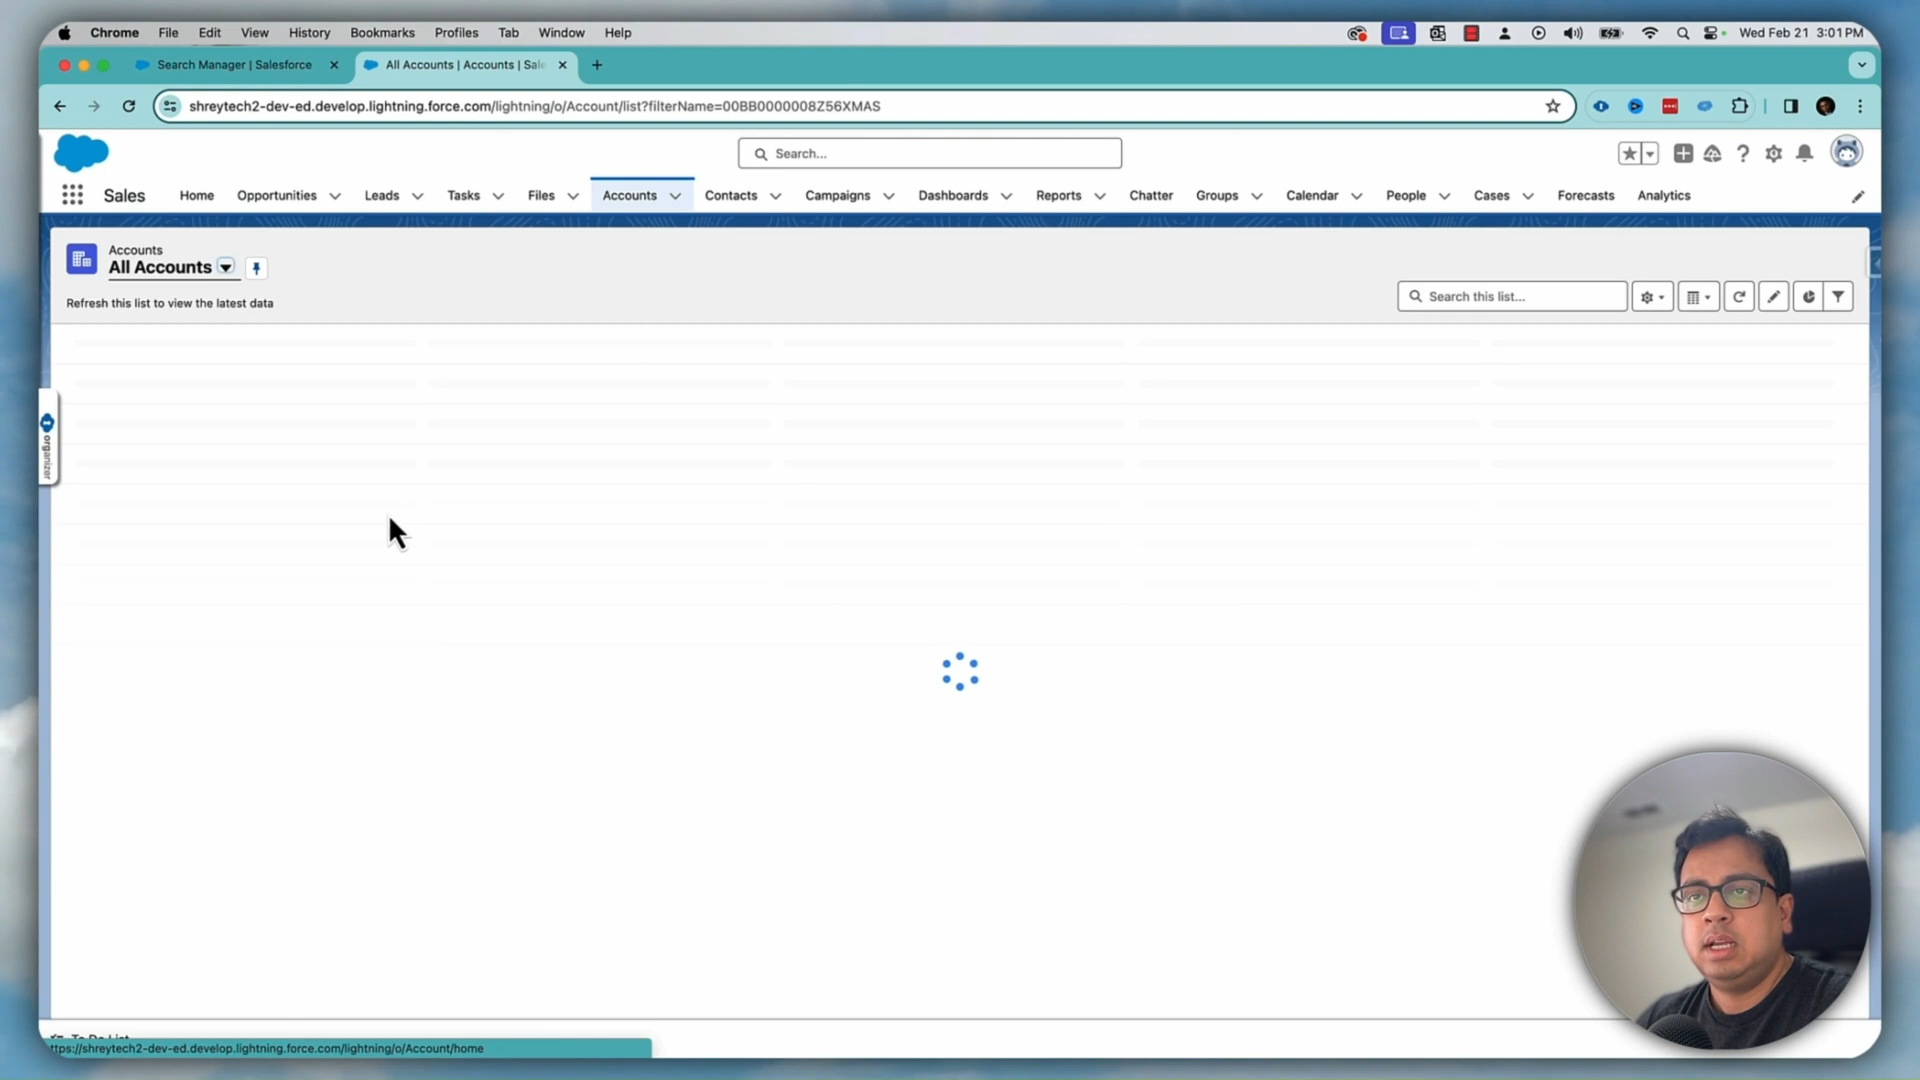 Chrome File Edit View History Bookmarks Profiles Tab Window Help Wed Feb 21 3:01 PM
Search Manager | Salesforce All Accounts | Accounts | Sale
shreytech2-dev-ed.develop.lightning.force.com/lightning/o/Account/list?filterName=00BB0000008Z56XMAS
Search...
Sales Home Opportunities Leads Tasks Files Accounts Contacts Campaigns Dashboards Reports Chatter Groups Calendar People Cases Forecasts Analytics
Accounts
All Accounts
Refresh this list to view the latest data
Search this list...
organizer
To Do List
ttps://shreytech2-dev-ed.develop.lightning.force.com/lightning/o/Account/home